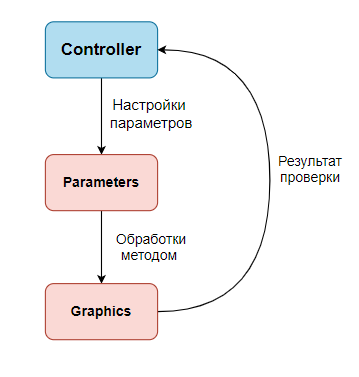 Controller
Настройки
параметров
Parameters
Результат
проверки
Обработки
методом
Graphics